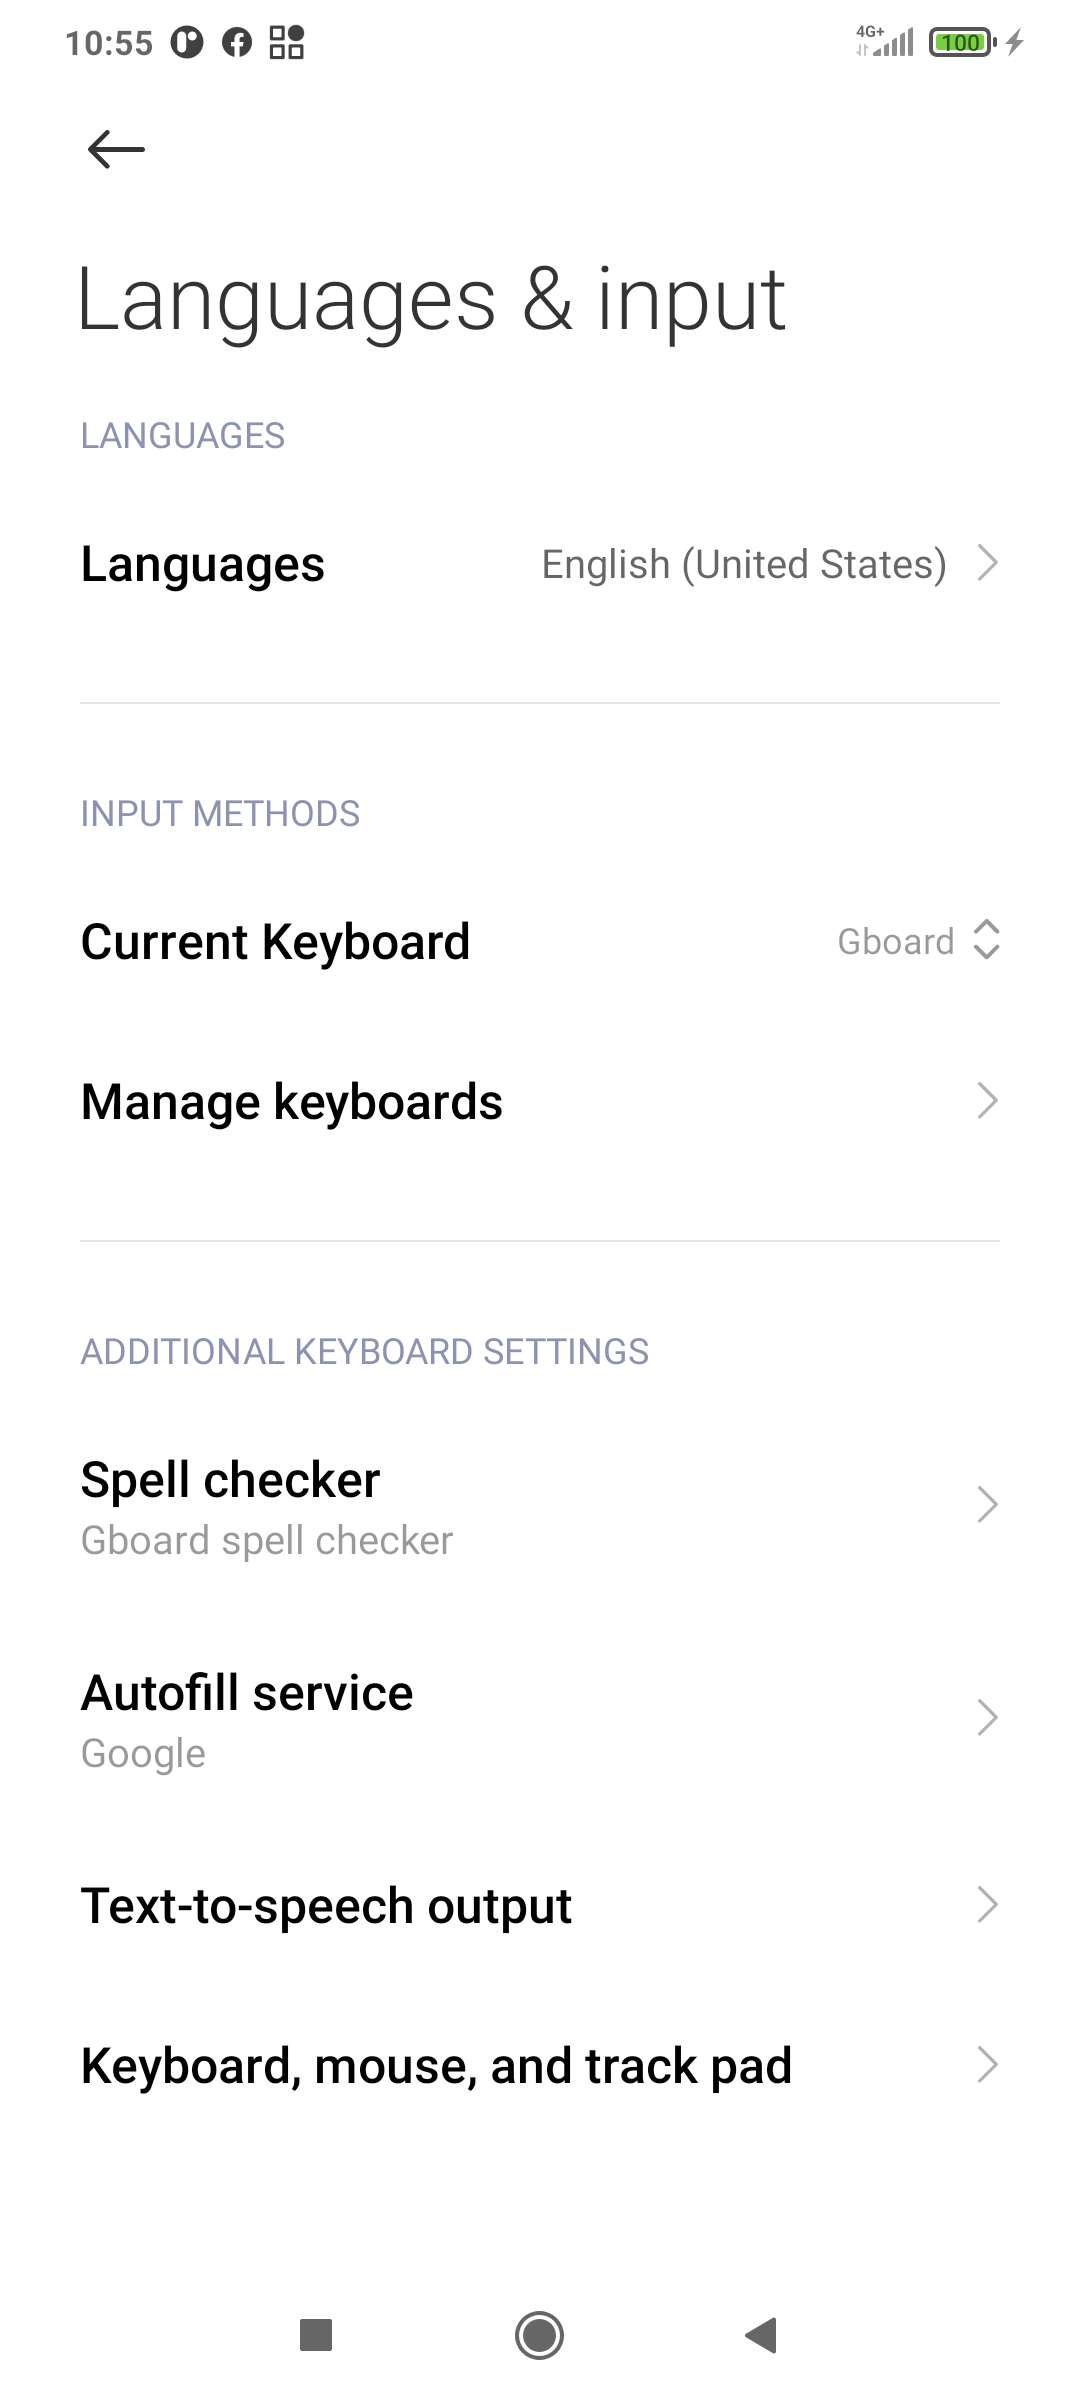 10:55
4G+
100
Languages & input
LANGUAGES
Languages English (United States)
INPUT METHODS
Current Keyboard Gboard
Manage keyboards
ADDITIONAL KEYBOARD SETTINGS
Spell checker
Gboard spell checker
Autofill service
Google
Text-to-speech output
Keyboard, mouse, and track pad